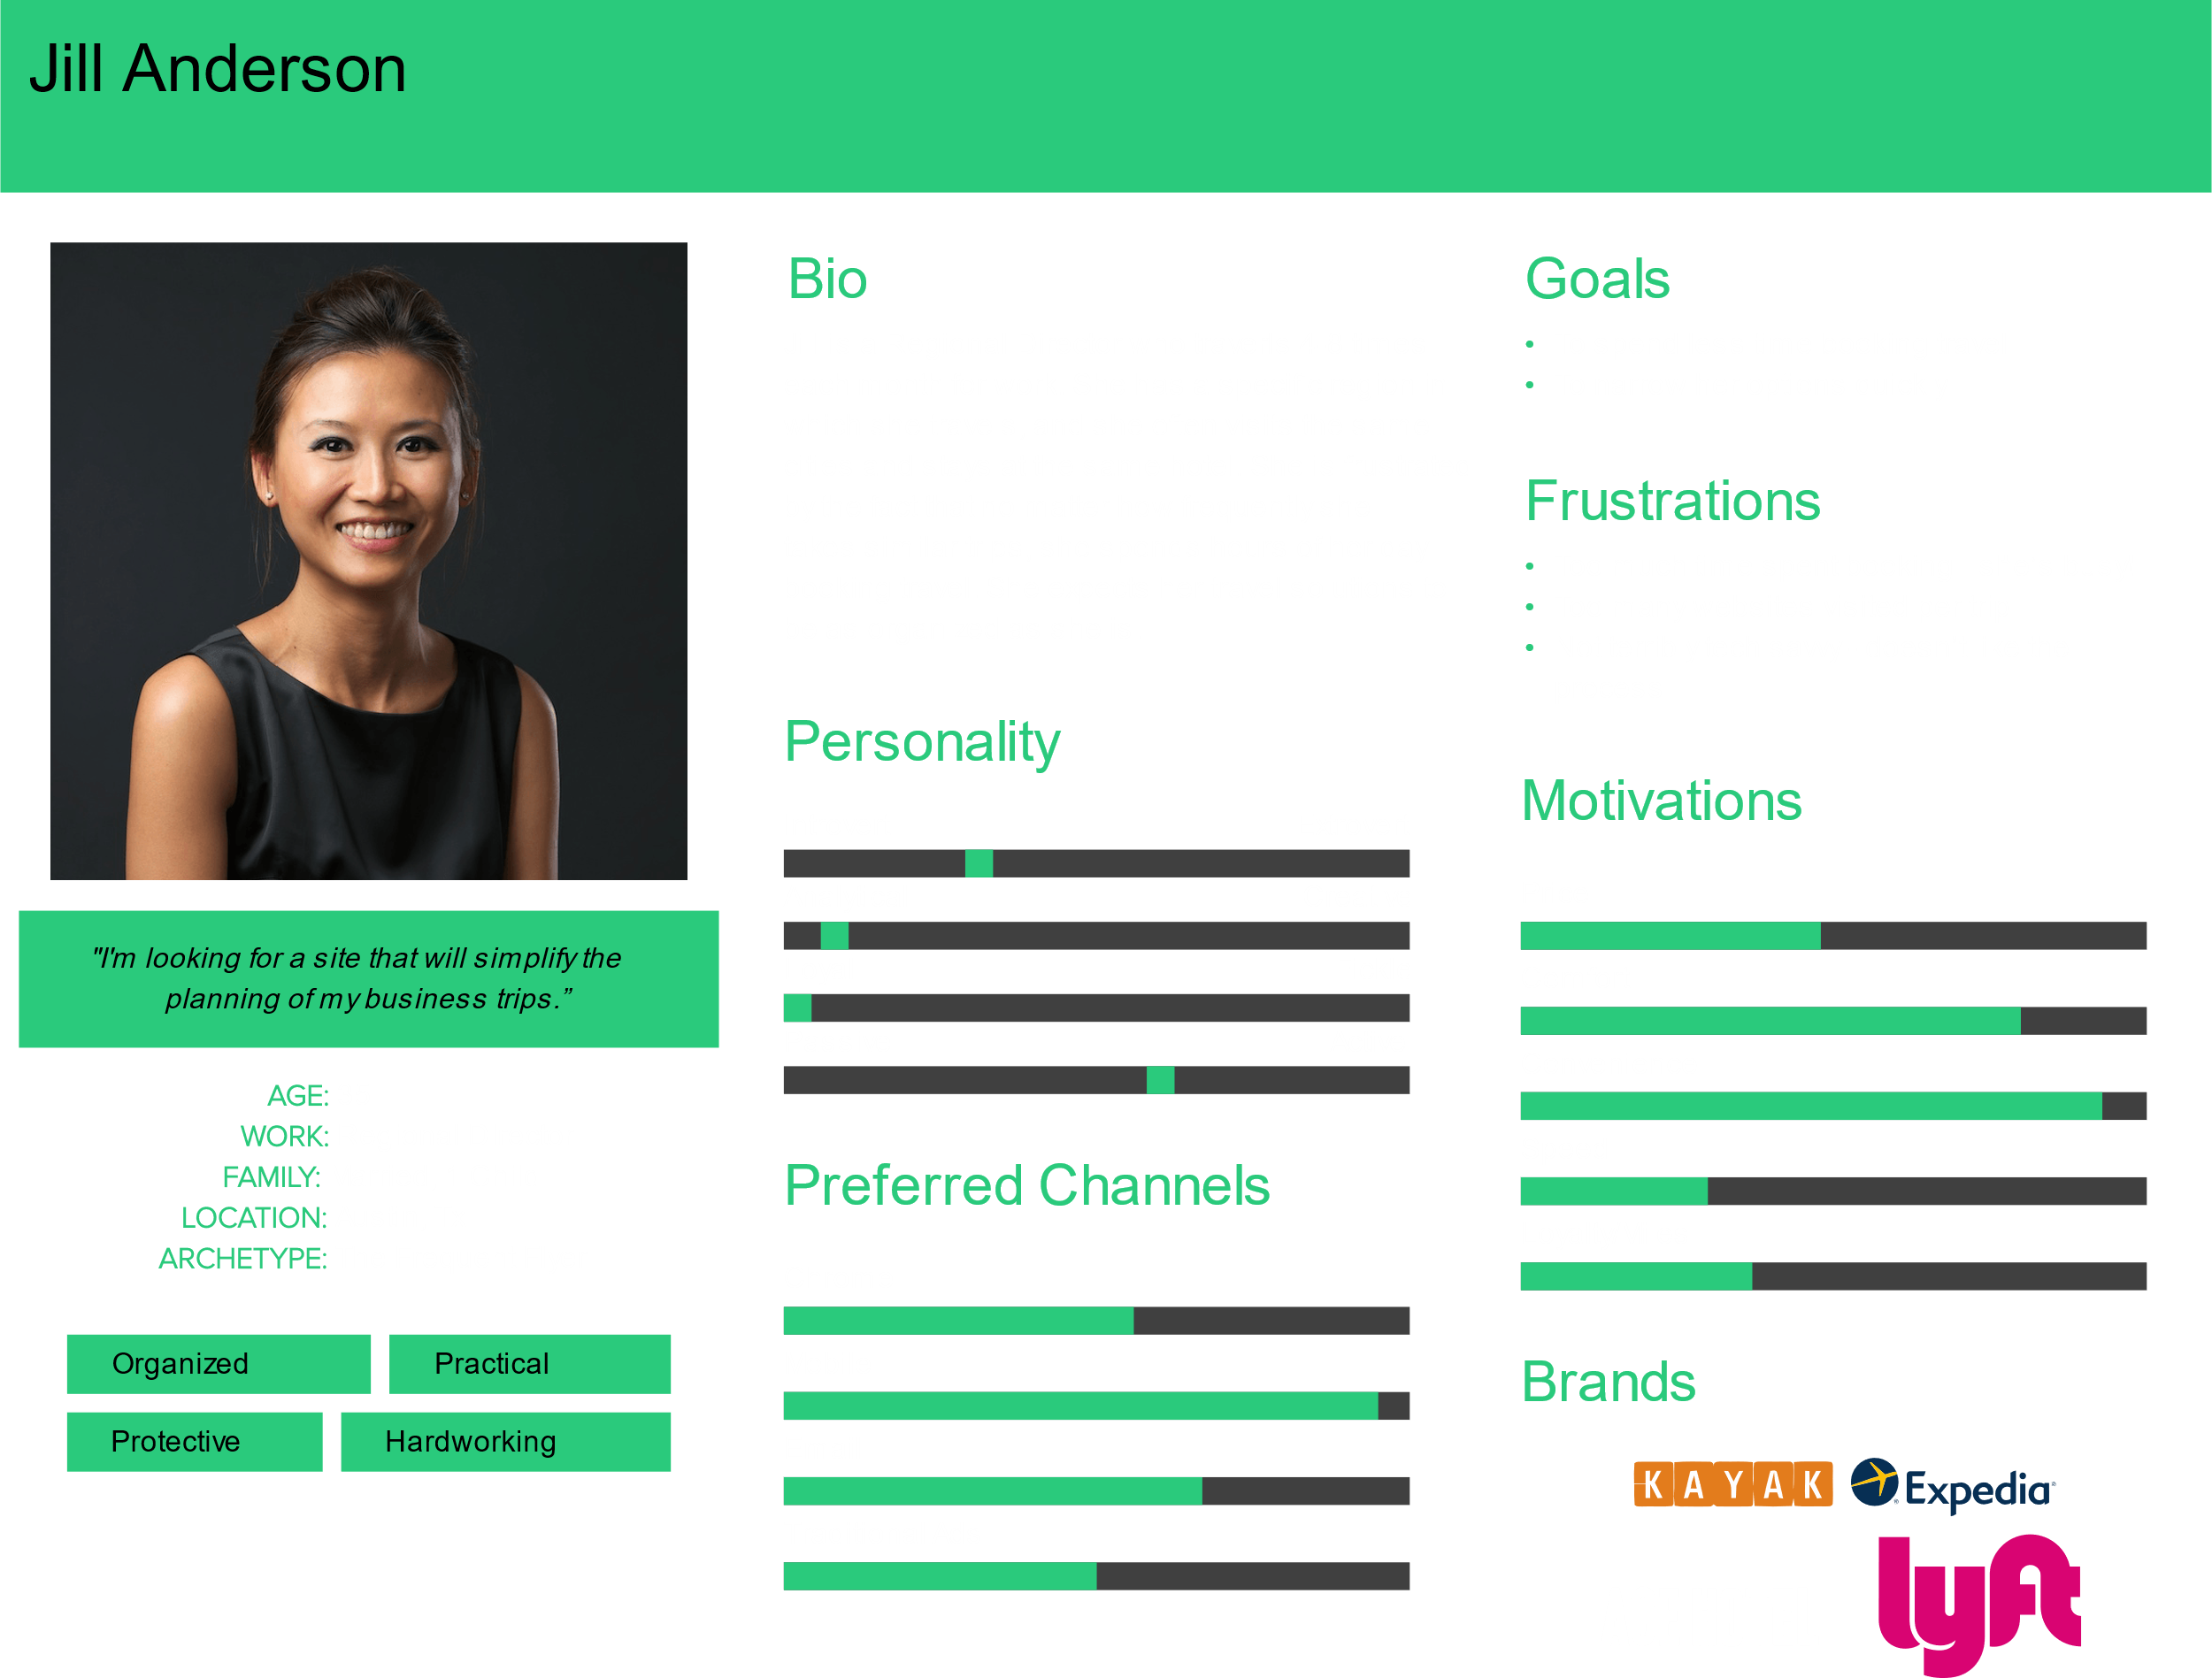 Jill Anderson
"I'm looking for a site that will simplify the
planning of my business trips.”
AGE:
WORK:
FAMILY:
LOCATION:
ARCHETYPE:
Organized
Practical
Protective
Hardworking
Bio
Personality
Preferred Channels
Goals
•
•
Frustrations
•
•
•
Motivations
Brands
KAYAK
Expedia®
lyft